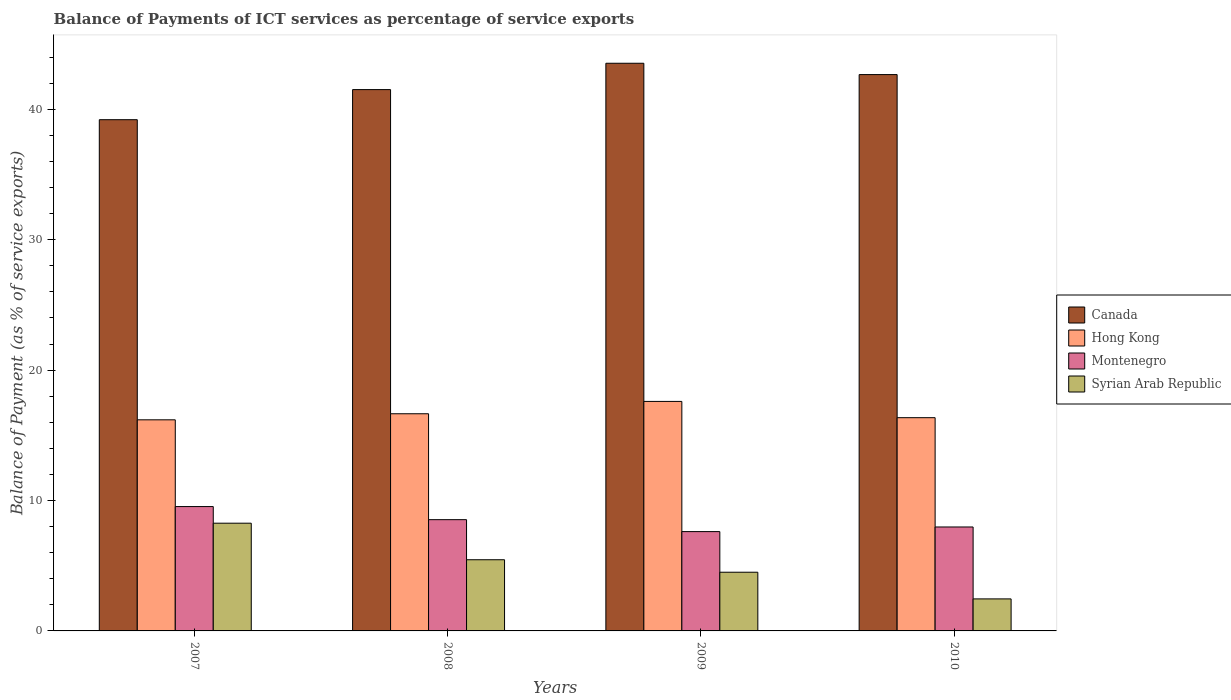 Balance of Payments of ICT services as percentage of service exports
Balance of Payment (as % of service exports)
40
30
20
10
0
2007
2008
2009
2010
Years
Canada
Hong Kong
Montenegro
Syrian Arab Republic